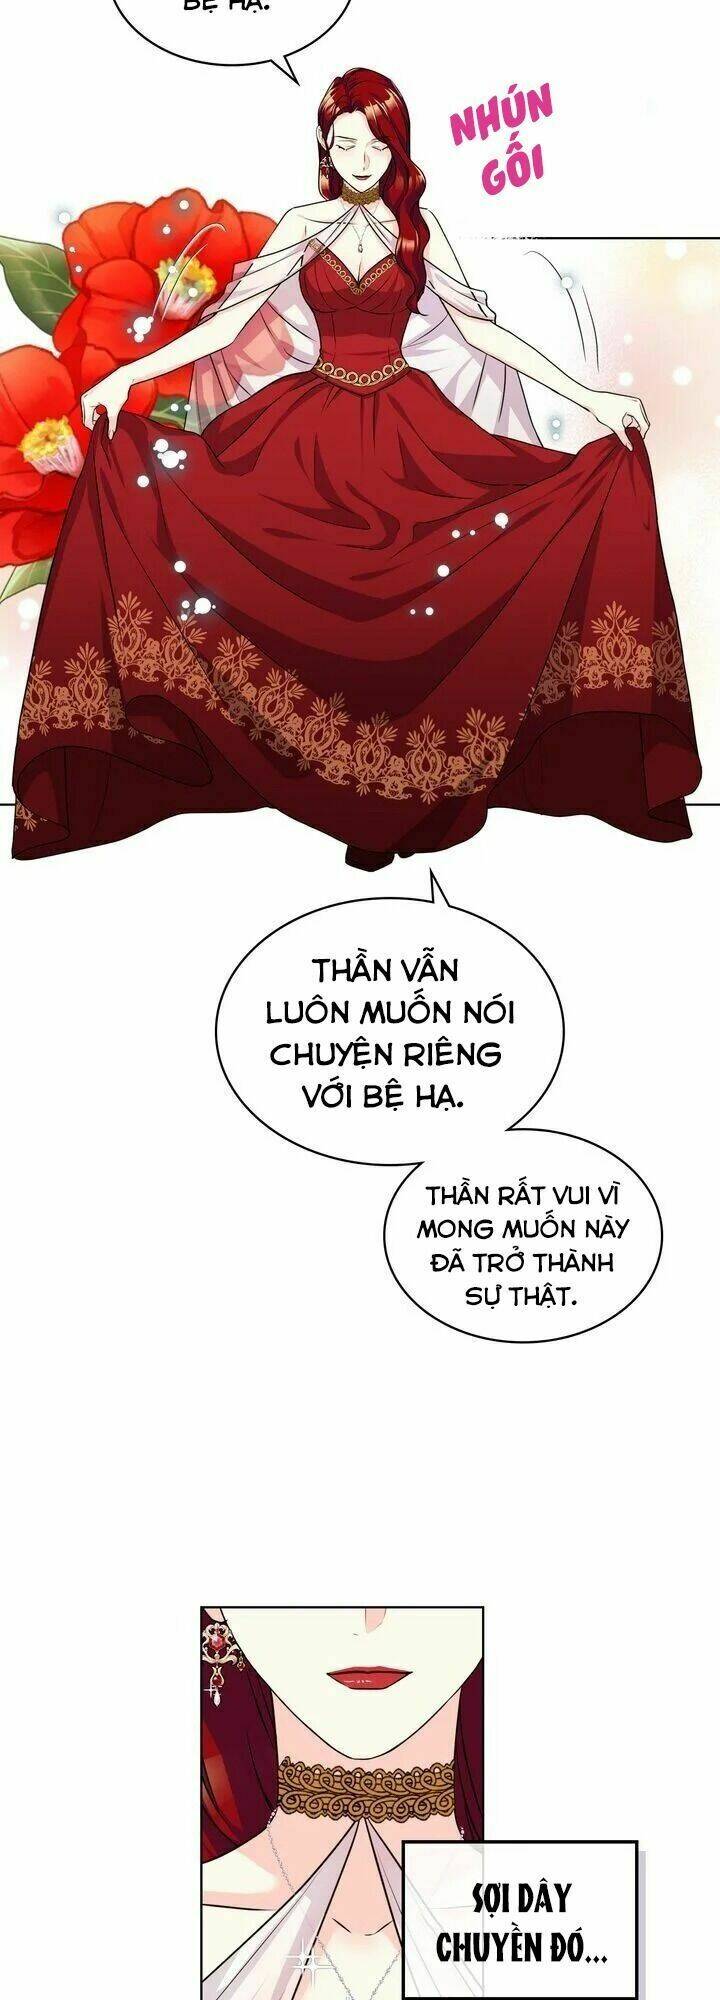 BỆ HẠ.
NHÚN
GỐI
THẦN VẪN
LUÔN MUỐN NÓI
CHUYỆN RIÊNG
VỚI BỆ HẠ.
THẦN RẤT VUI VÌ
MONG MUỐN NÀY
ĐÃ TRỞ THÀNH
SỰ THẬT.
SỢI DÂY
CHUYỀN ĐÓ...